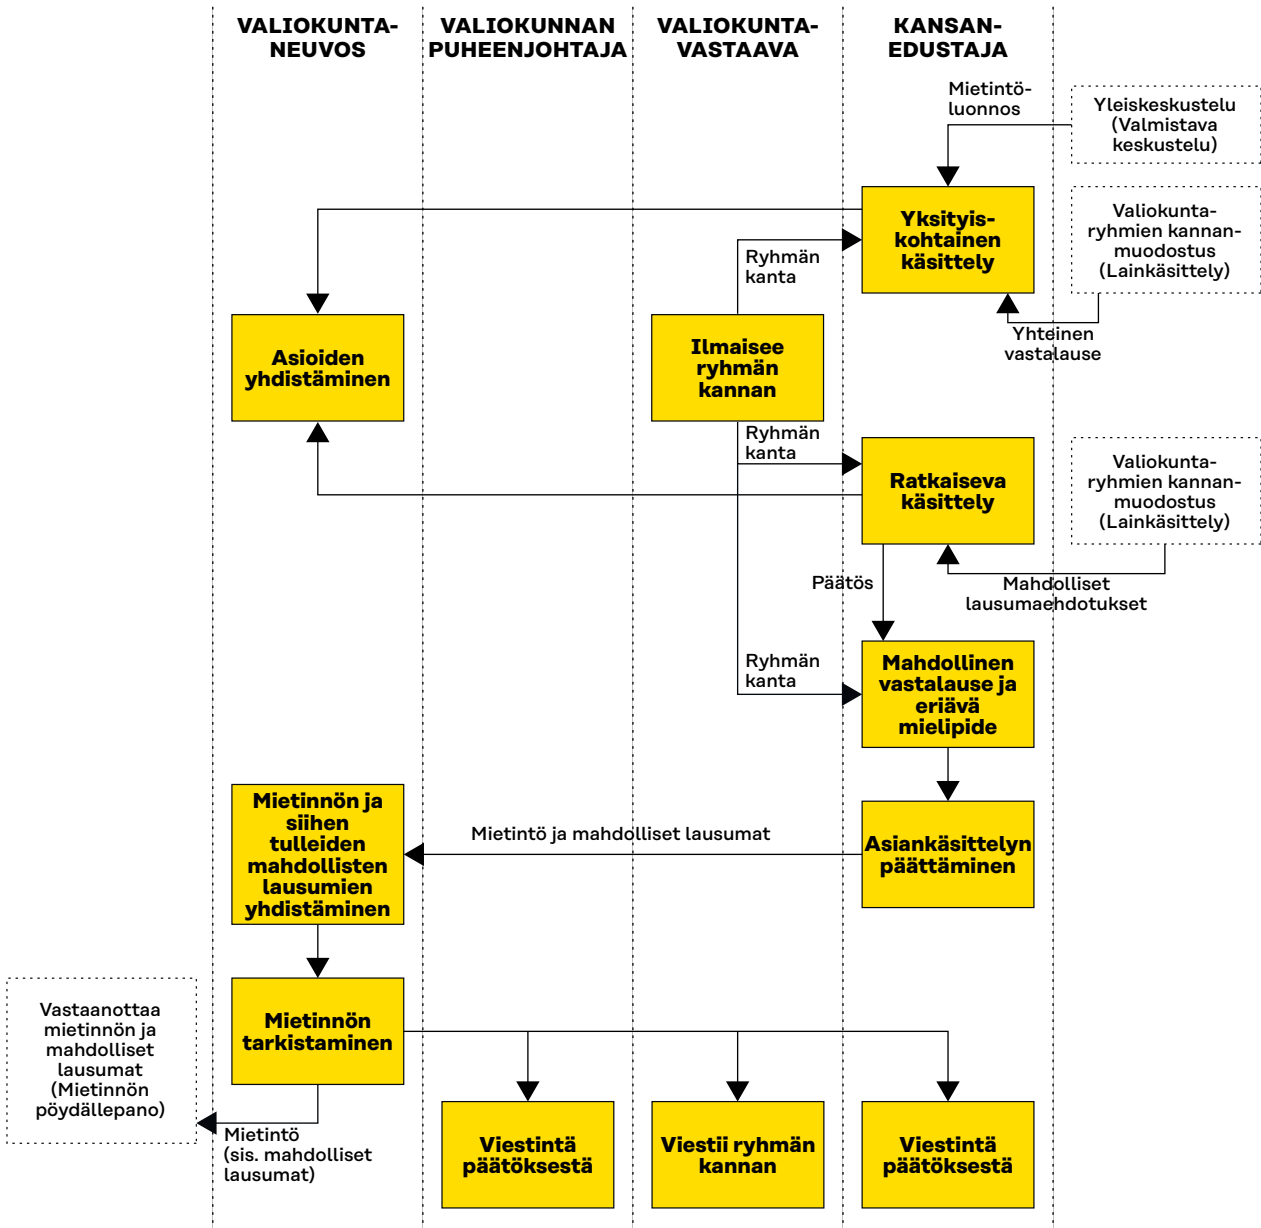 VALIOKUNTA-
NEUVOS
VALIOKUNNAN
PUHEENJOHTAJA
VALIOKUNTA-
VASTAAVA
KANSAN-
EDUSTAJA
Mietintö-
luonnos
Yleiskeskustelu
(Valmistava
keskustelu)
Yksityis-
kohtainen
käsittely
Valiokunta-
ryhmien kannan-
muodostus
(Lainkäsittely)
Ryhmän
kanta
Yhteinen
vastalause
Asioiden
yhdistäminen
Ilmaisee
ryhmän
kannan
Ryhmän
kanta
Ratkaiseva
käsittely
Valiokunta-
ryhmien kannan-
muodostus
(Lainkäsittely)
Päätös
Mahdolliset
lausumaehdotukset
Ryhmän
kanta
Mahdollinen
vastalause ja
eriävä
mielipide
Mietinnön ja
siihen
tulleiden
mahdollisten
lausumien
yhdistäminen
Mietintö ja mahdolliset lausumat
Asiankäsittelyn
päättäminen
Vastaanottaa
mietinnön ja
mahdolliset
lausumat
(Mietinnön
pöydällepano)
Mietinnön
tarkistaminen
Mietintö
(sis. mahdolliset
lausumat)
Viestintä
päätöksestä
Viestii ryhmän
kannan
Viestintä
päätöksestä